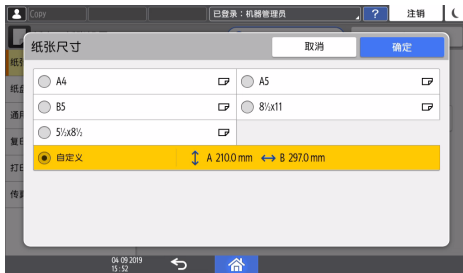 Copy
已登录：机器管理员
?
注销
纸张尺寸
取消
确定
A4
A5
B5
8½x11
5½x8½
自定义
A 210.0 mm
B 297.0 mm
04 09 2019
15 : 52